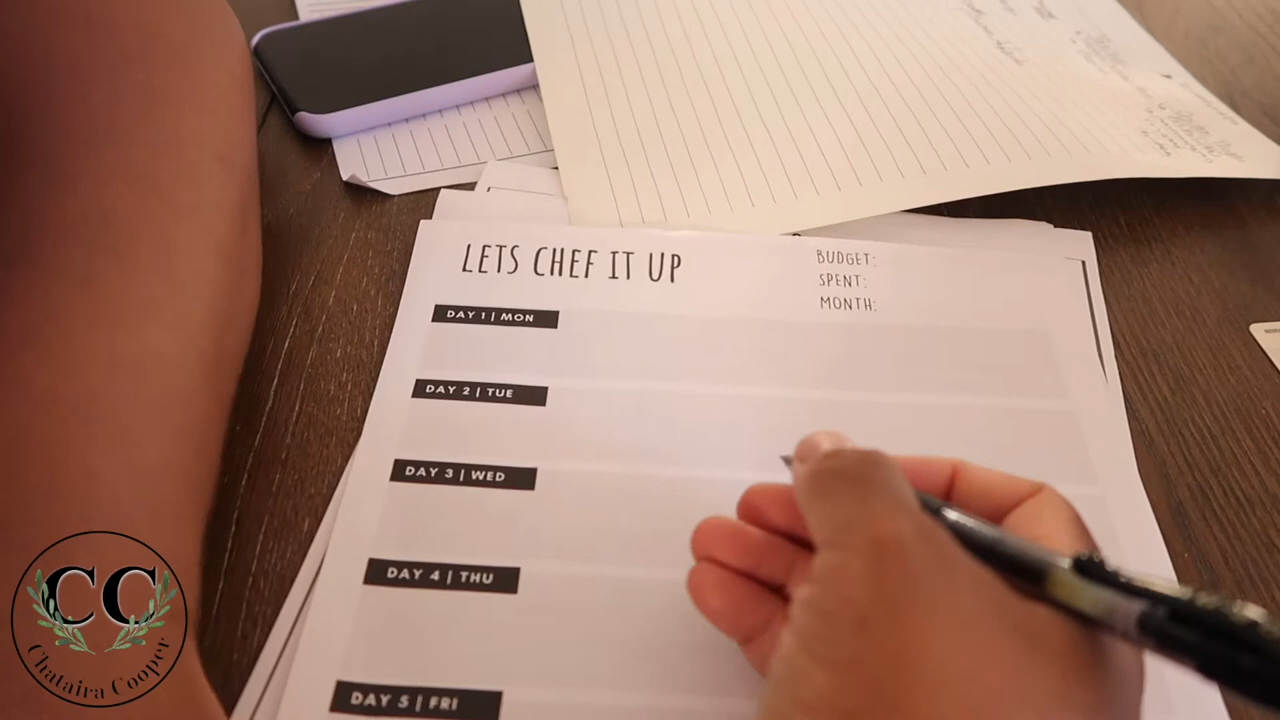 LETS CHEF IT UP
BUDGET:
SPENT:
MONTH:
DAY 1 | MON
DAY 2 | TUE
DAY 3 | WED
DAY 4 | THU
DAY 5 | FRI
CC
Chataira Cooper